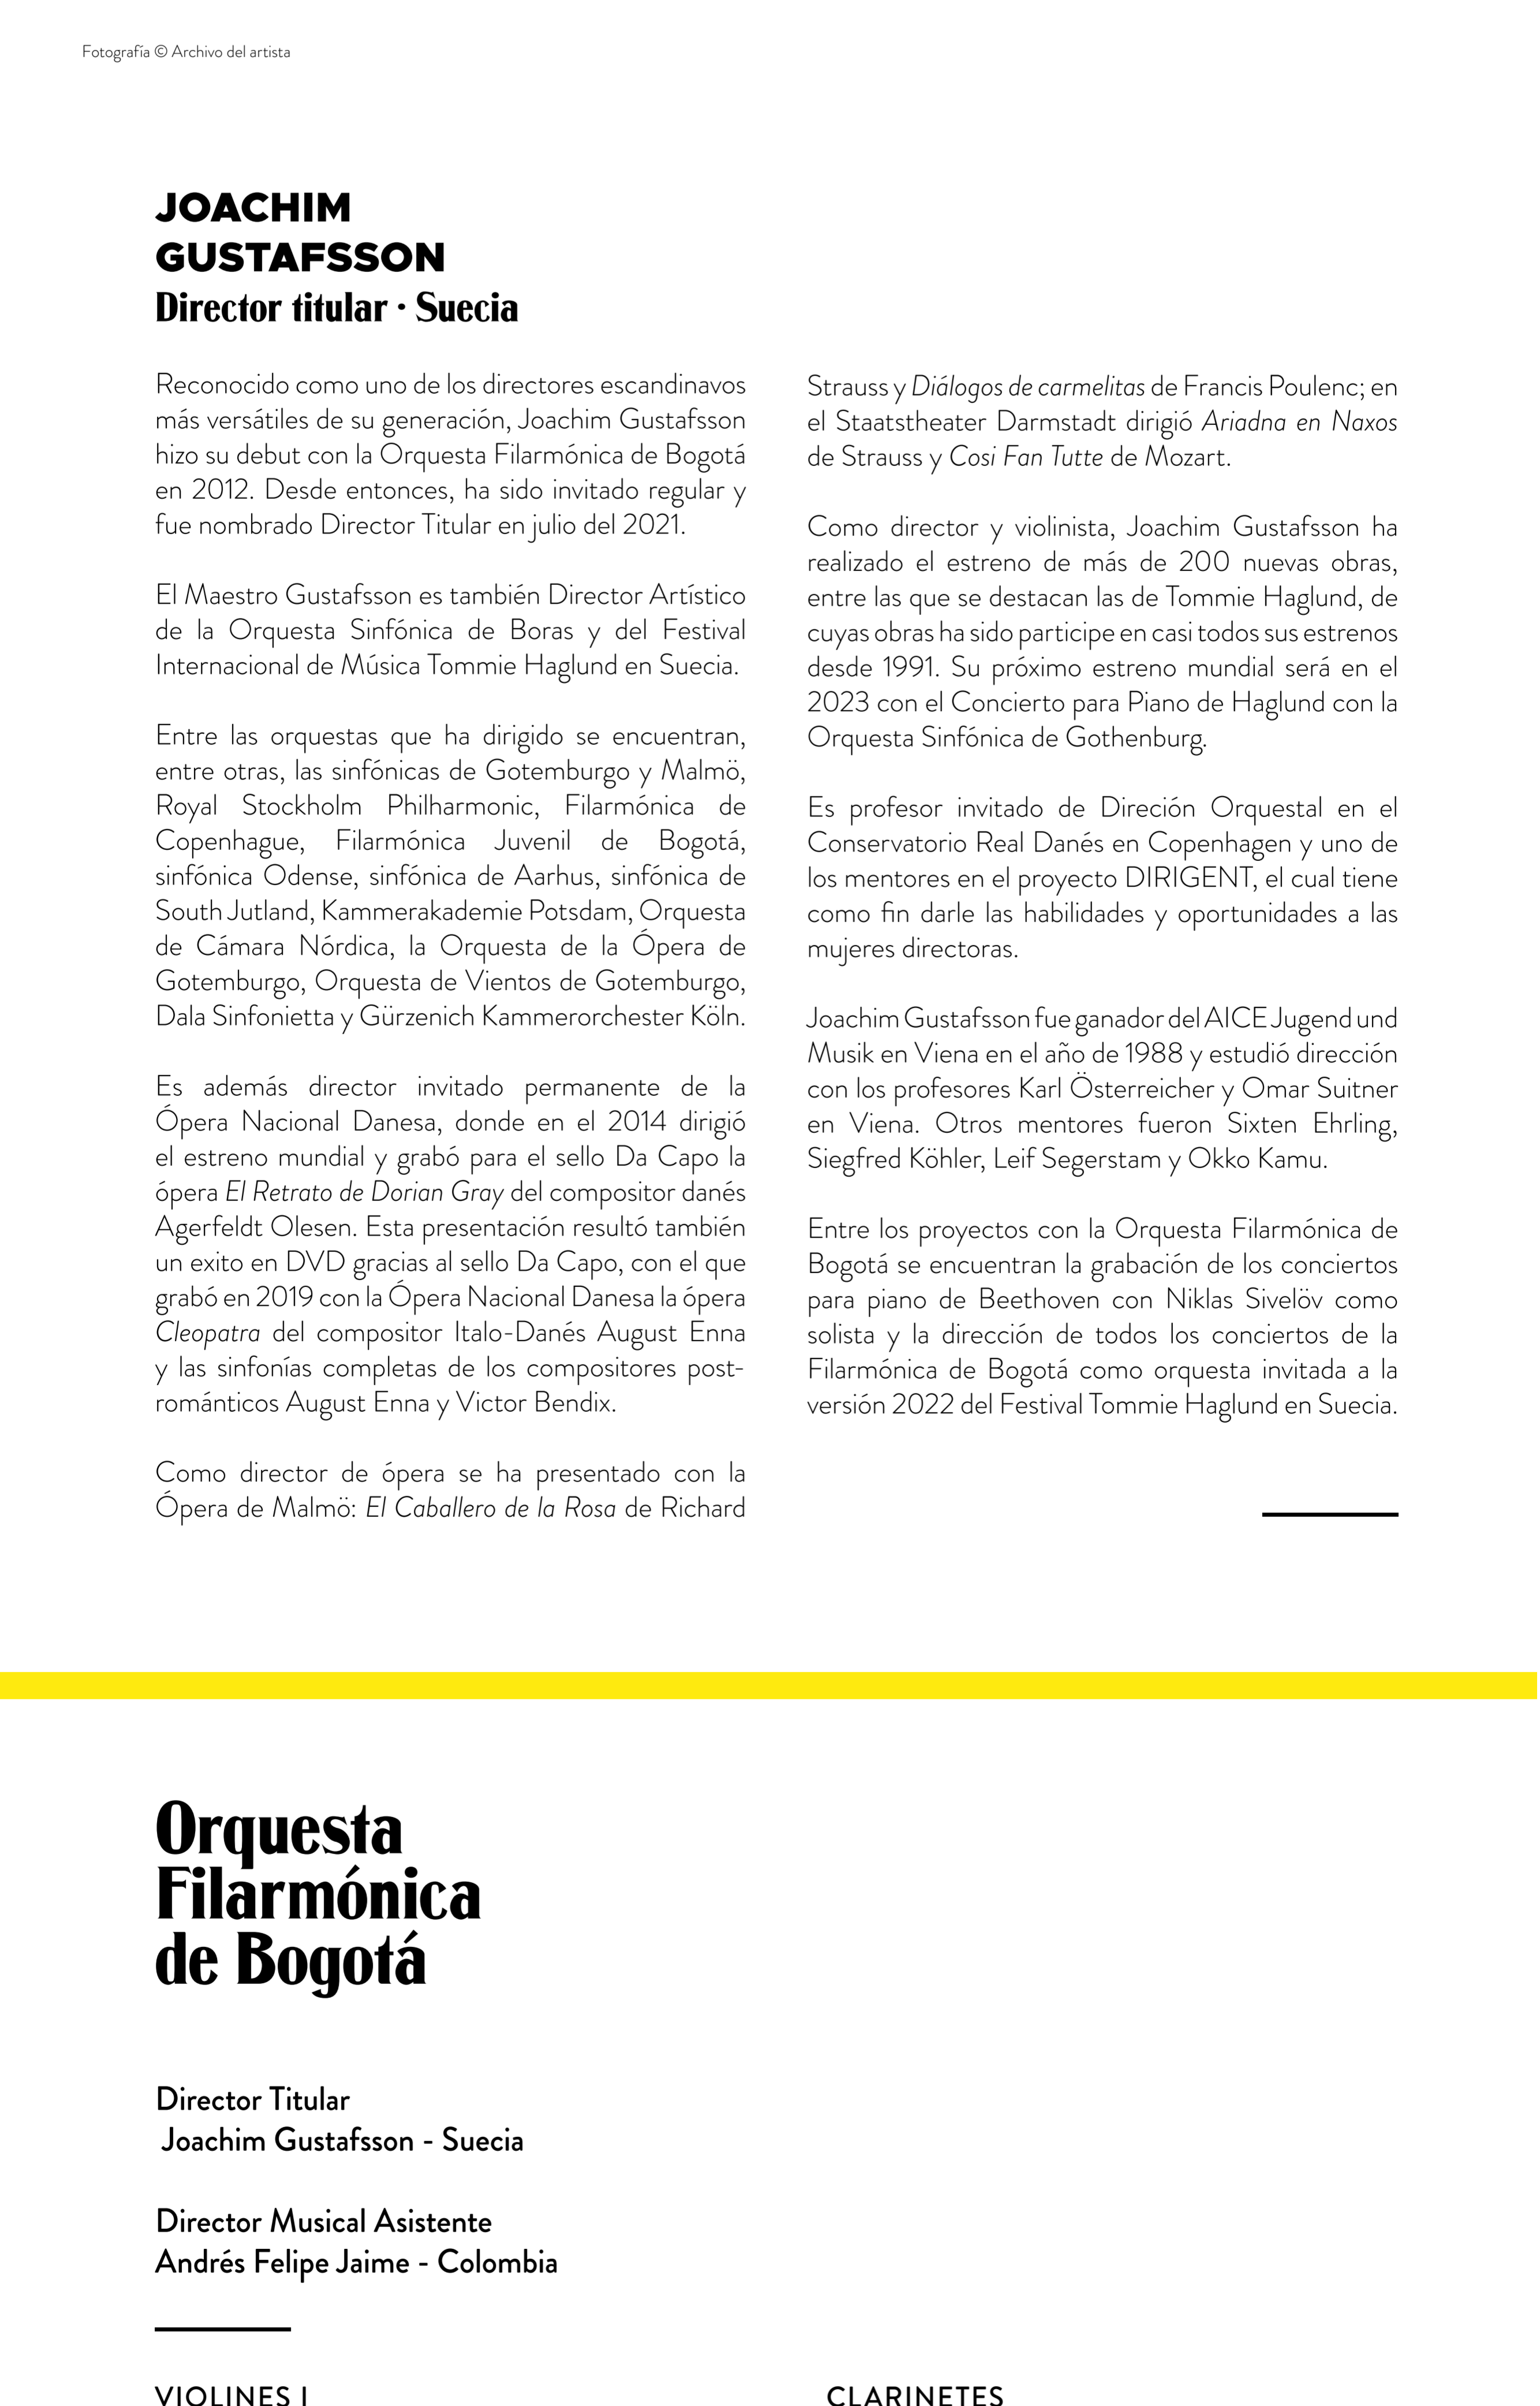 Fotografía © Archivo del artista
JOACHIM
GUSTAFSSON
Director titular · Suecia
Reconocido como uno de los directores escandinavos
más versátiles de su generación, Joachim Gustafsson
hizo su debut con la Orquesta Filarmónica de Bogotá
en 2012. Desde entonces, ha sido invitado regular y
fue nombrado Director Titular en julio del 2021.
El Maestro Gustafsson es también Director Artístico
de la Orquesta Sinfónica de Boras y del Festival
Internacional de Música Tommie Haglund en Suecia.
Entre las orquestas que ha dirigido se encuentran,
entre otras, las sinfónicas de Gotemburgo y Malmö,
Royal Stockholm Philharmonic, Filarmónica de
Copenhague, Filarmónica Juvenil de Bogotá,
sinfónica Odense, sinfónica de Aarhus, sinfónica de
South Jutland, Kammerakademie Potsdam, Orquesta
de Cámara Nórdica, la Orquesta de la Ópera de
Gotemburgo, Orquesta de Vientos de Gotemburgo,
Dala Sinfonietta y Gürzenich Kammerorchester Köln.
Es además director invitado permanente de la
Ópera Nacional Danesa, donde en el 2014 dirigió
el estreno mundial y grabó para el sello Da Capo la
ópera El Retrato de Dorian Gray del compositor danés
Agerfeldt Olesen. Esta presentación resultó también
un exito en DVD gracias al sello Da Capo, con el que
grabó en 2019 con la Ópera Nacional Danesa la ópera
Cleopatra del compositor Italo-Danés August Enna
y las sinfonías completas de los compositores post-
románticos August Enna y Victor Bendix.
Como director de ópera se ha presentado con la
Ópera de Malmö: El Caballero de la Rosa de Richard
Strauss y Diálogos de carmelitas de Francis Poulenc; en
el Staatstheater Darmstadt dirigió Ariadna en Naxos
de Strauss y Cosi Fan Tutte de Mozart.
Como director y violinista, Joachim Gustafsson ha
realizado el estreno de más de 200 nuevas obras,
entre las que se destacan las de Tommie Haglund, de
cuyas obras ha sido participe en casi todos sus estrenos
desde 1991. Su próximo estreno mundial será en el
2023 con el Concierto para Piano de Haglund con la
Orquesta Sinfónica de Gothenburg.
Es profesor invitado de Direción Orquestal en el
Conservatorio Real Danés en Copenhagen y uno de
los mentores en el proyecto DIRIGENT, el cual tiene
como fin darle las habilidades y oportunidades a las
mujeres directoras.
Joachim Gustafsson fue ganador del AICE Jugend und
Musik en Viena en el año de 1988 y estudió dirección
con los profesores Karl Österreicher y Omar Suitner
en Viena. Otros mentores fueron Sixten Ehrling,
Siegfred Köhler, Leif Segerstam y Okko Kamu.
Entre los proyectos con la Orquesta Filarmónica de
Bogotá se encuentran la grabación de los conciertos
para piano de Beethoven con Niklas Sivelöv como
solista y la dirección de todos los conciertos de la
Filarmónica de Bogotá como orquesta invitada a la
versión 2022 del Festival Tommie Haglund en Suecia.
Orquesta
Filarmónica
de Bogotá
Director Titular
Joachim Gustafsson - Suecia
Director Musical Asistente
Andrés Felipe Jaime - Colombia
VIOLINES I
CLARINETES